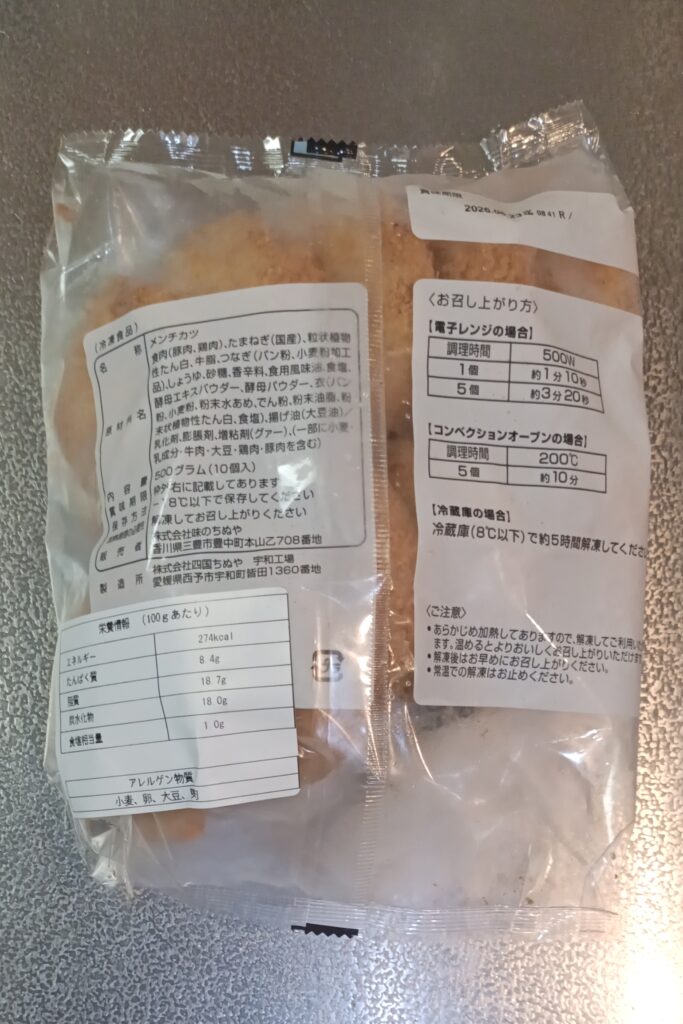 (冷凍食品)
名 称 メンチカツ
原材料名 食肉(豚肉、鶏肉)、たまねぎ(国産)、粒状植物
性たん白、牛脂、つなぎ(パン粉、小麦粉加工
品)、しょうゆ、砂糖、香辛料、食用風味油、食塩、
酵母エキスパウダー、酵母パウダー、衣(パン
粉、小麦粉、粉末水あめ、でん粉、粉末油脂、粉
末状植物性たん白、食塩)、揚げ油(大豆油)/
乳化剤、膨脹剤、増粘剤(グァー)、(一部に小麦・
乳成分・牛肉・大豆・鶏肉・豚肉を含む)
内 容 量 500グラム(10個入)
賞味期限 枠外右に記載してあります
保存方法 −18℃以下で保存してください
解凍してお召し上がりください
販 売 者 株式会社味のちぬや
香川県三豊市豊中町本山乙708番地
製 造 所 株式会社四国ちぬや 宇和工場
愛媛県西予市宇和町皆田1360番地
栄養情報 (100gあたり)
エネルギー 274kcal
たんぱく質 8.4g
脂質 18.7g
炭水化物 18.0g
食塩相当量 1.0g
アレルゲン物質
小麦、卵、大豆、
プラ
賞味期限
0841 R/
〈お召し上がり方〉
【電子レンジの場合】
調理時間 500W
1個 約1分10秒
5個 約3分20秒
【コンベクションオーブンの場合】
調理時間 200℃
5個 約10分
【冷蔵庫の場合】
冷蔵庫(8℃以下)で約5時間解凍してくださ
〈ご注意〉
・あらかじめ加熱してありますので、解凍してご利用いただけ
ます。温めるとよりおいしくお召し上がりいただけます
・解凍後はお早めにお召し上がりください。
・常温での解凍はお止めください。